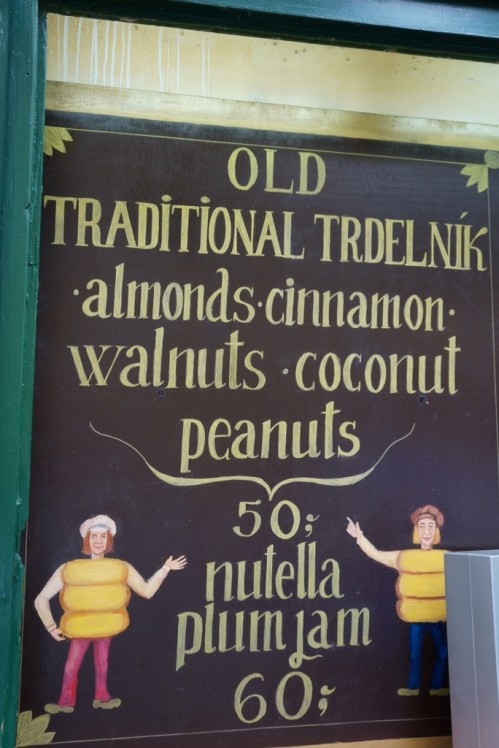 OLD
TRADITIONAL TRDELNÍK
·almonds·cinnamon·
walnuts·coconut
peanuts
50;
nutella
plum jam
60;